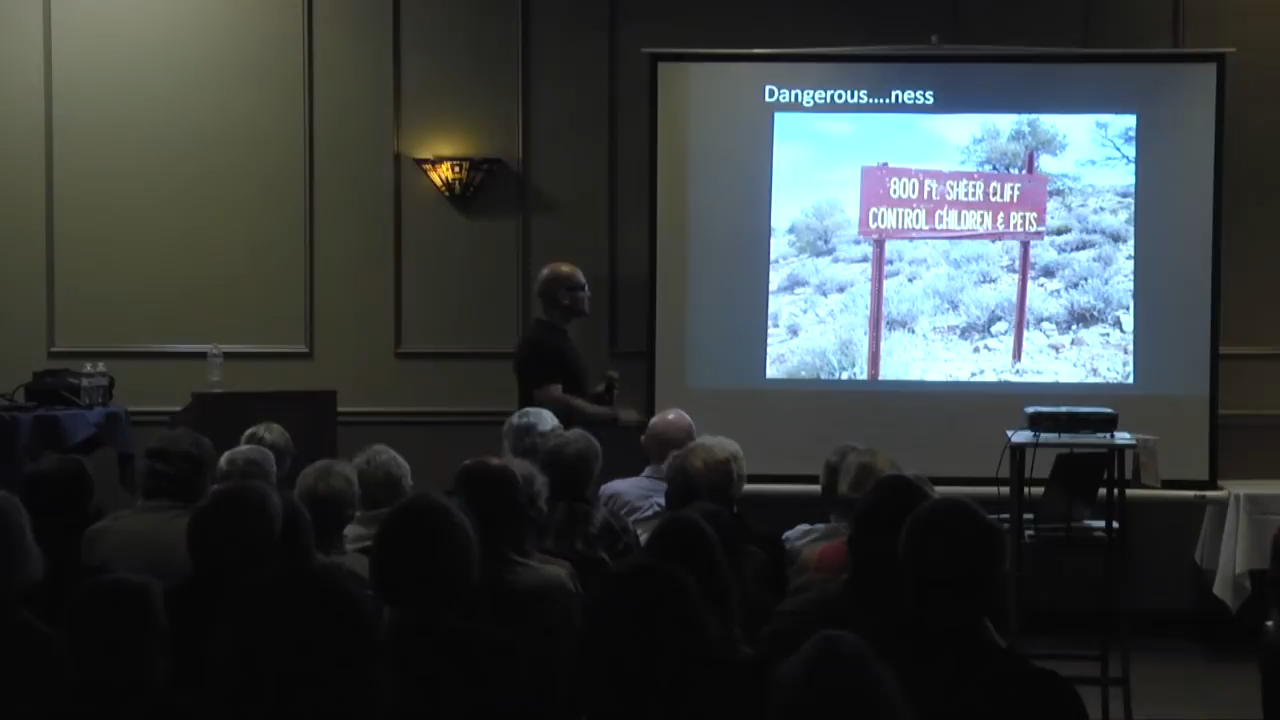 Dangerous....ness
800 Ft. SHEER CLIFF
CONTROL CHILDREN & PETS